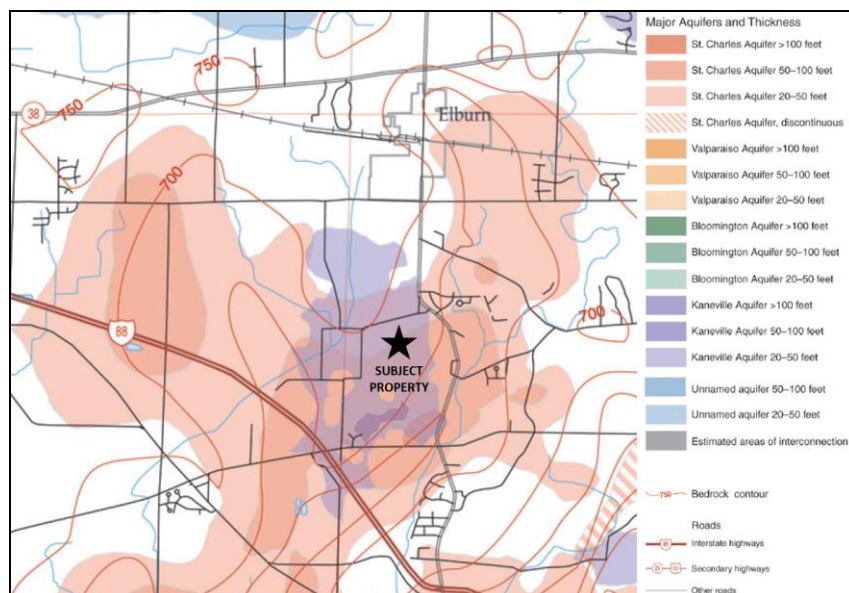 750
750
38
Elburn
700
88
700
SUBJECT
PROPERTY
Major Aquifers and Thickness
St. Charles Aquifer >100 feet
St. Charles Aquifer 50–100 feet
St. Charles Aquifer 20–50 feet
St. Charles Aquifer, discontinuous
Valparaiso Aquifer >100 feet
Valparaiso Aquifer 50–100 feet
Valparaiso Aquifer 20–50 feet
Bloomington Aquifer >100 feet
Bloomington Aquifer 50–100 feet
Bloomington Aquifer 20–50 feet
Kaneville Aquifer >100 feet
Kaneville Aquifer 50–100 feet
Kaneville Aquifer 20–50 feet
Unnamed aquifer 50–100 feet
Unnamed aquifer 20–50 feet
Estimated areas of interconnection
750 Bedrock contour
Roads
Interstate highways
Secondary highways
Other roads